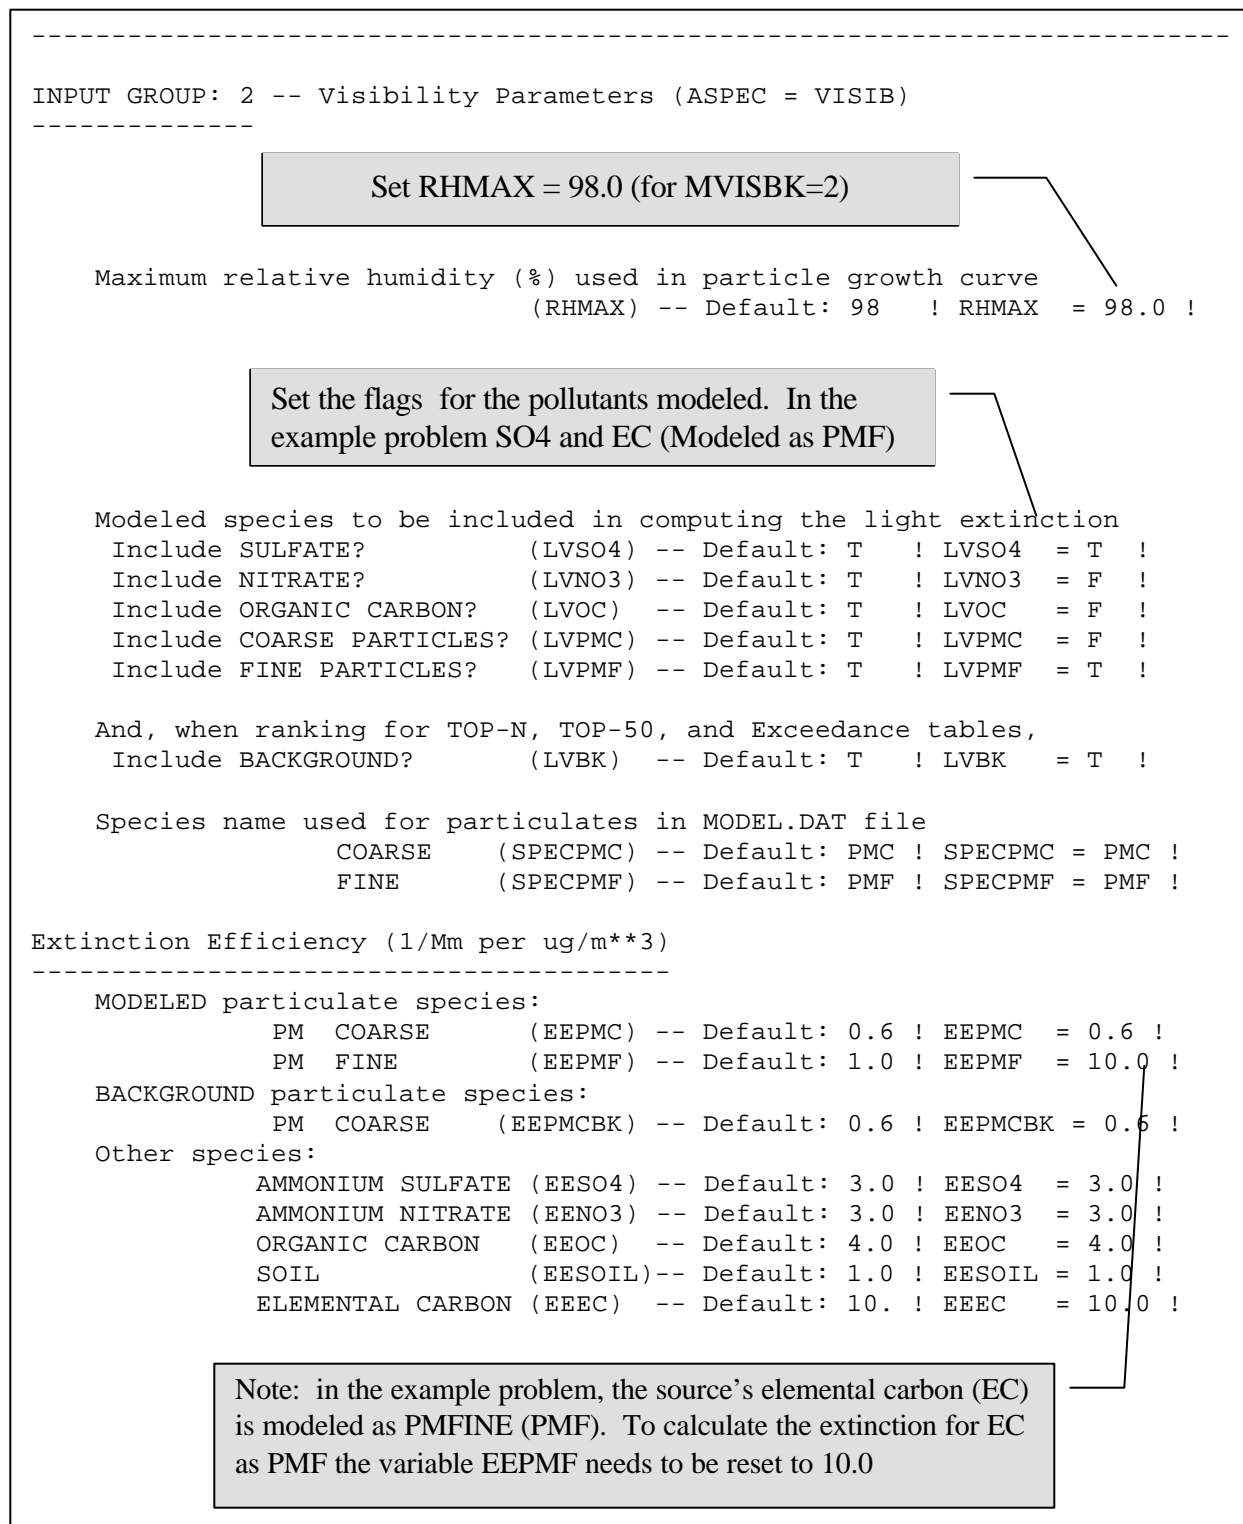 ---------------------------------------------------------------------------
INPUT GROUP: 2 -- Visibility Parameters (ASPEC = VISIB)
--------------
Set RHMAX = 98.0 (for MVISBK=2)
Maximum relative humidity (%) used in particle growth curve
(RHMAX) -- Default: 98 ! RHMAX = 98.0 !
Set the flags for the pollutants modeled. In the
example problem SO4 and EC (Modeled as PMF)
Modeled species to be included in computing the light extinction
Include SULFATE? (LVSO4) -- Default: T ! LVSO4 = T !
Include NITRATE? (LVNO3) -- Default: T ! LVNO3 = F !
Include ORGANIC CARBON? (LVOC) -- Default: T ! LVOC = F !
Include COARSE PARTICLES? (LVPMC) -- Default: T ! LVPMC = F !
Include FINE PARTICLES? (LVPMF) -- Default: T ! LVPMF = T !
And, when ranking for TOP-N, TOP-50, and Exceedance tables,
Include BACKGROUND? (LVBK) -- Default: T ! LVBK = T !
Species name used for particulates in MODEL.DAT file
COARSE (SPECPMC) -- Default: PMC ! SPECPMC = PMC !
FINE (SPECPMF) -- Default: PMF ! SPECPMF = PMF !
Extinction Efficiency (1/Mm per ug/m**3)
----------------------------------------
MODELED particulate species:
PM COARSE (EEPMC) -- Default: 0.6 ! EEPMC = 0.6 !
PM FINE (EEPMF) -- Default: 1.0 ! EEPMF = 10.0 !
BACKGROUND particulate species:
PM COARSE (EEPMCBK) -- Default: 0.6 ! EEPMCBK = 0.6 !
Other species:
AMMONIUM SULFATE (EESO4) -- Default: 3.0 ! EESO4 = 3.0 !
AMMONIUM NITRATE (EENO3) -- Default: 3.0 ! EENO3 = 3.0 !
ORGANIC CARBON (EEOC) -- Default: 4.0 ! EEOC = 4.0 !
SOIL (EESOIL)-- Default: 1.0 ! EESOIL = 1.0 !
ELEMENTAL CARBON (EEEC) -- Default: 10. ! EEEC = 10.0 !
Note: in the example problem, the source's elemental carbon (EC)
is modeled as PMFINE (PMF). To calculate the extinction for EC
as PMF the variable EEPMF needs to be reset to 10.0